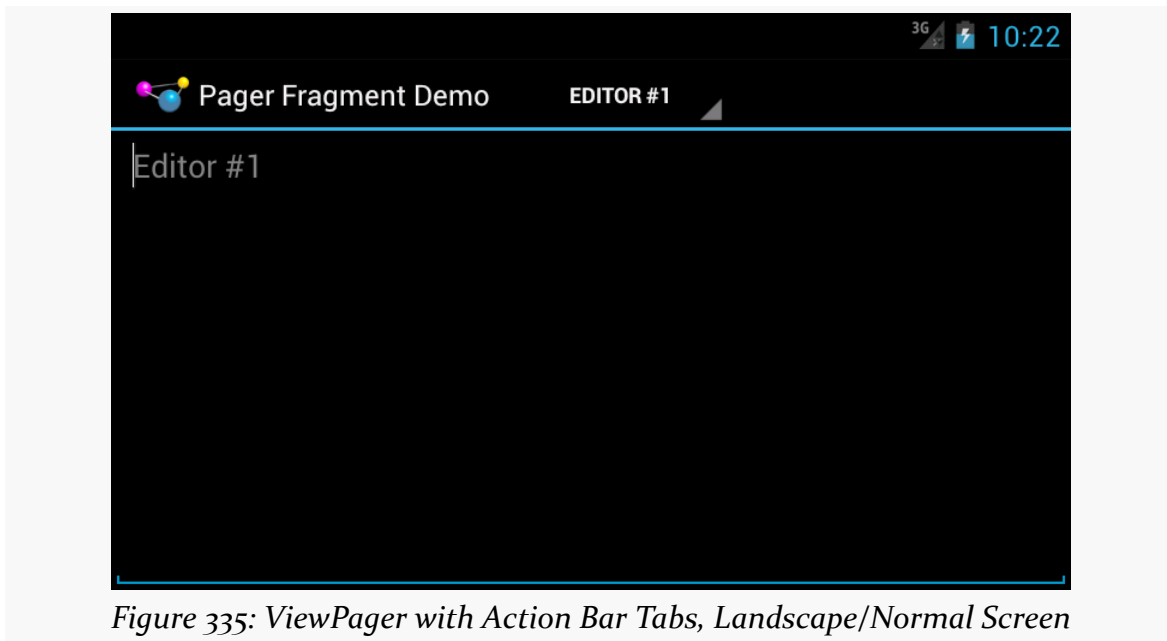 3G 10:22
Pager Fragment Demo EDITOR #1
Editor #1
Figure 335: ViewPager with Action Bar Tabs, Landscape/Normal Screen